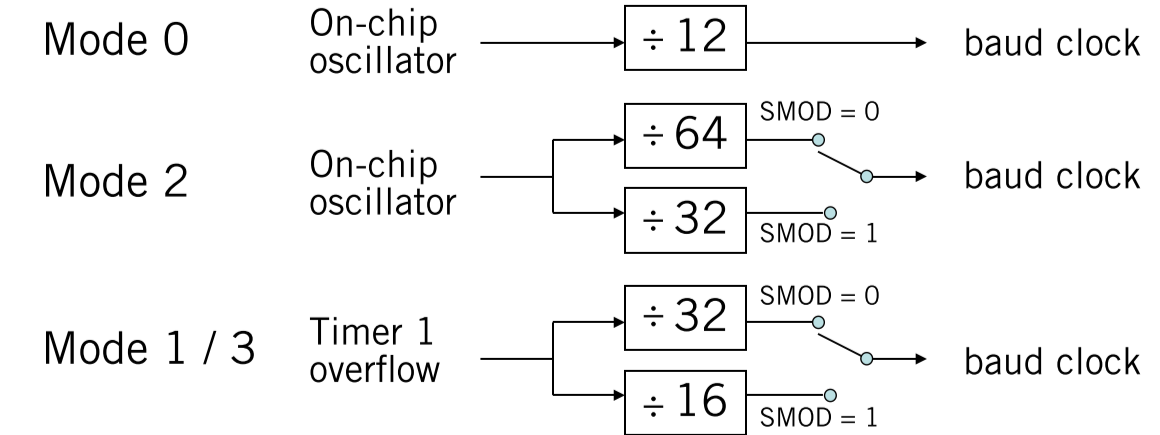 Mode 0
On-chip
oscillator
÷ 12
baud clock
Mode 2
On-chip
oscillator
÷ 64
SMOD = 0
÷ 32
SMOD = 1
baud clock
Mode 1 / 3
Timer 1
overflow
÷ 32
SMOD = 0
÷ 16
SMOD = 1
baud clock